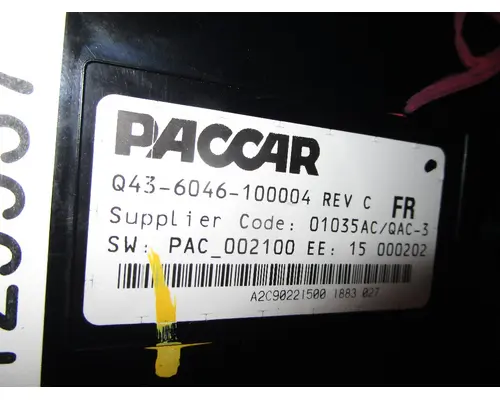 PACCAR
Q43-6046-100004 REV C FR
Supplier Code: 01035AC/QAC-3
SW: PAC_002100 EE: 15 000202
A2C90221500 1883 027